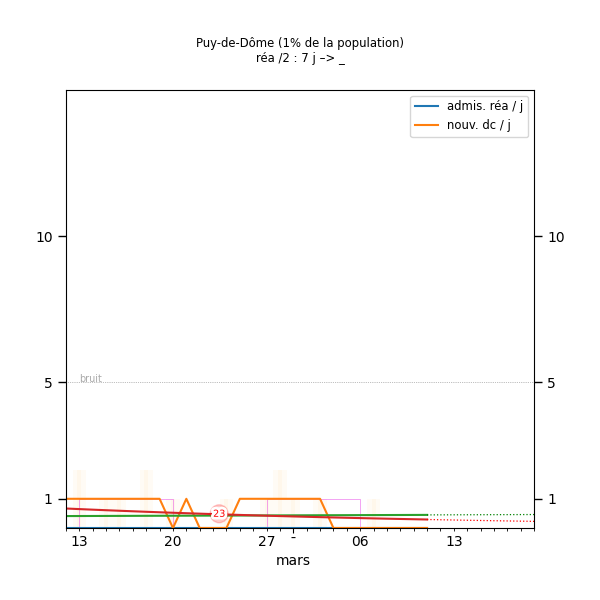 Puy-de-Dôme (1% de la population)
réa /2 : 7 j –> _
admis. réa / j
nouv. dc / j
10 10
bruit
5 5
23
1 1
13 20 27 - 06 13
mars